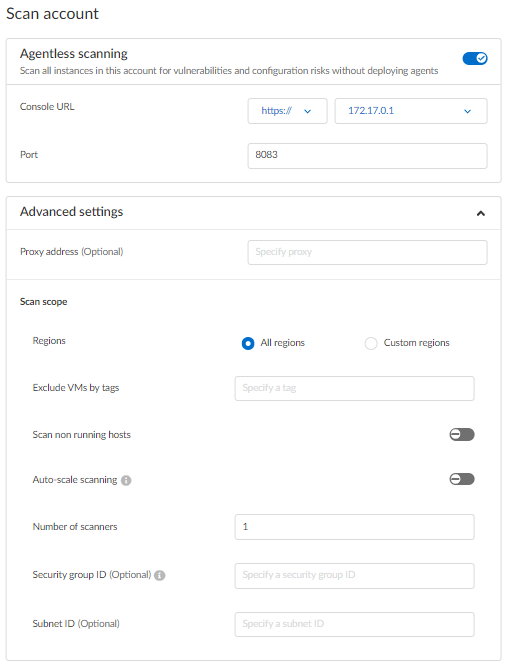 Scan account
Agentless scanning
Scan all instances in this account for vulnerabilities and configuration risks without deploying agents
Console URL https:// 172.17.0.1
Port 8083
Advanced settings
Proxy address (Optional) Specify proxy
Scan scope
Regions All regions Custom regions
Exclude VMs by tags Specify a tag
Scan non running hosts
Auto-scale scanning i
Number of scanners 1
Security group ID (Optional) i Specify a security group ID
Subnet ID (Optional) Specify a subnet ID